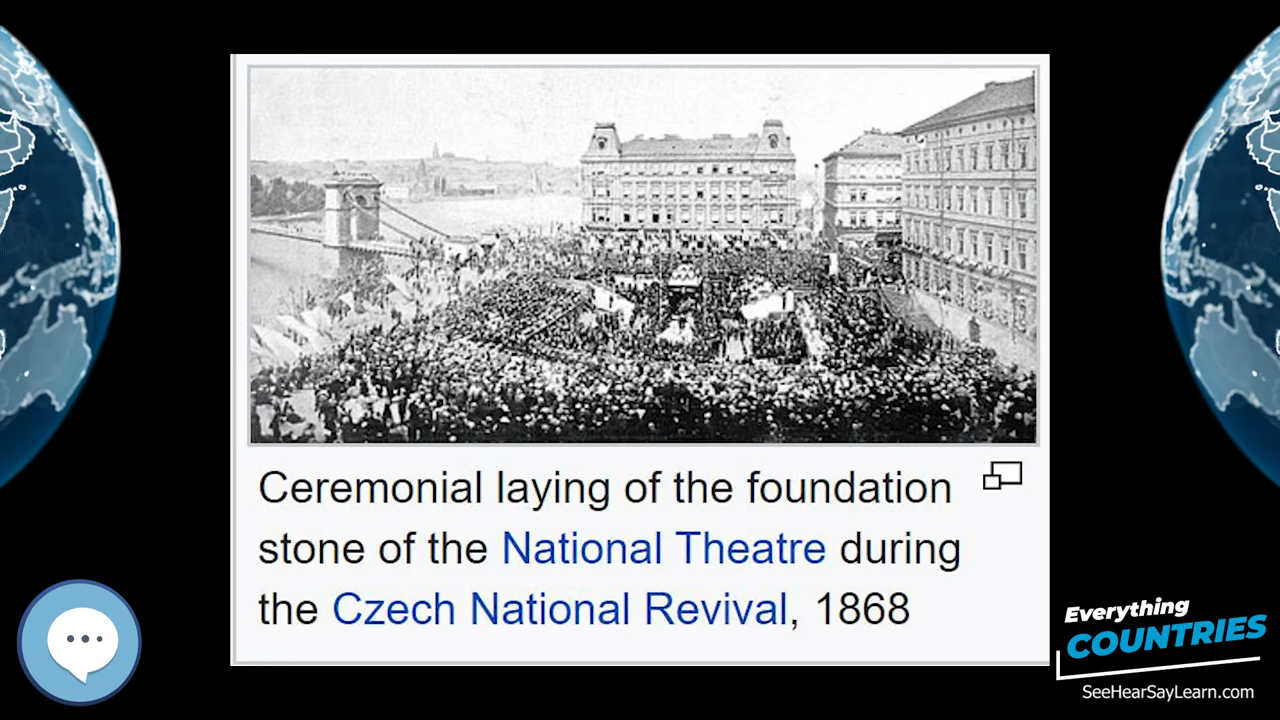 Ceremonial laying of the foundation
stone of the National Theatre during
the Czech National Revival, 1868
Everything
COUNTRIES
SeeHearSayLearn.com